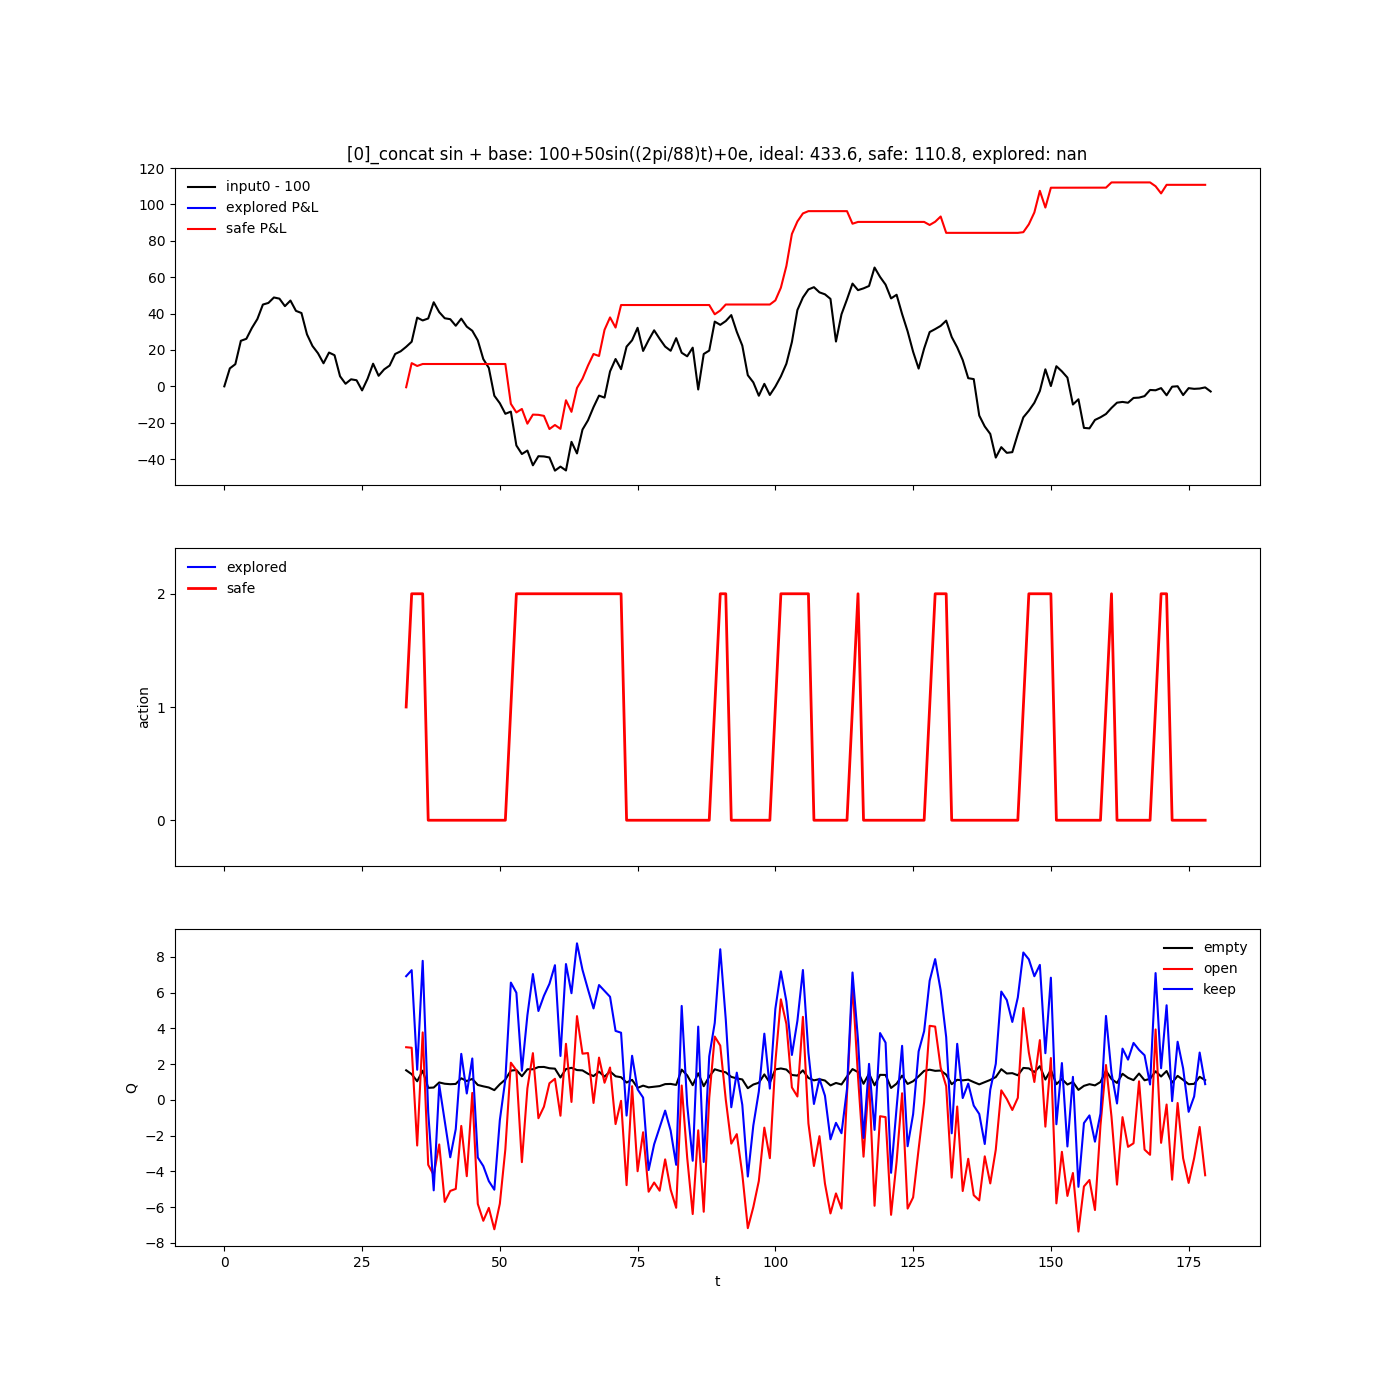 [0]_concat sin + base: 100+50sin((2pi/88)t)+0e, ideal: 433.6, safe: 110.8, explored: nan
120
100
80
60
40
20
0
−20
−40
input0 - 100
explored P&L
safe P&L
2
1
0
action
explored
safe
8
6
4
2
0
−2
−4
−6
−8
Q
empty
open
keep
0 25 50 75 100 125 150 175
t